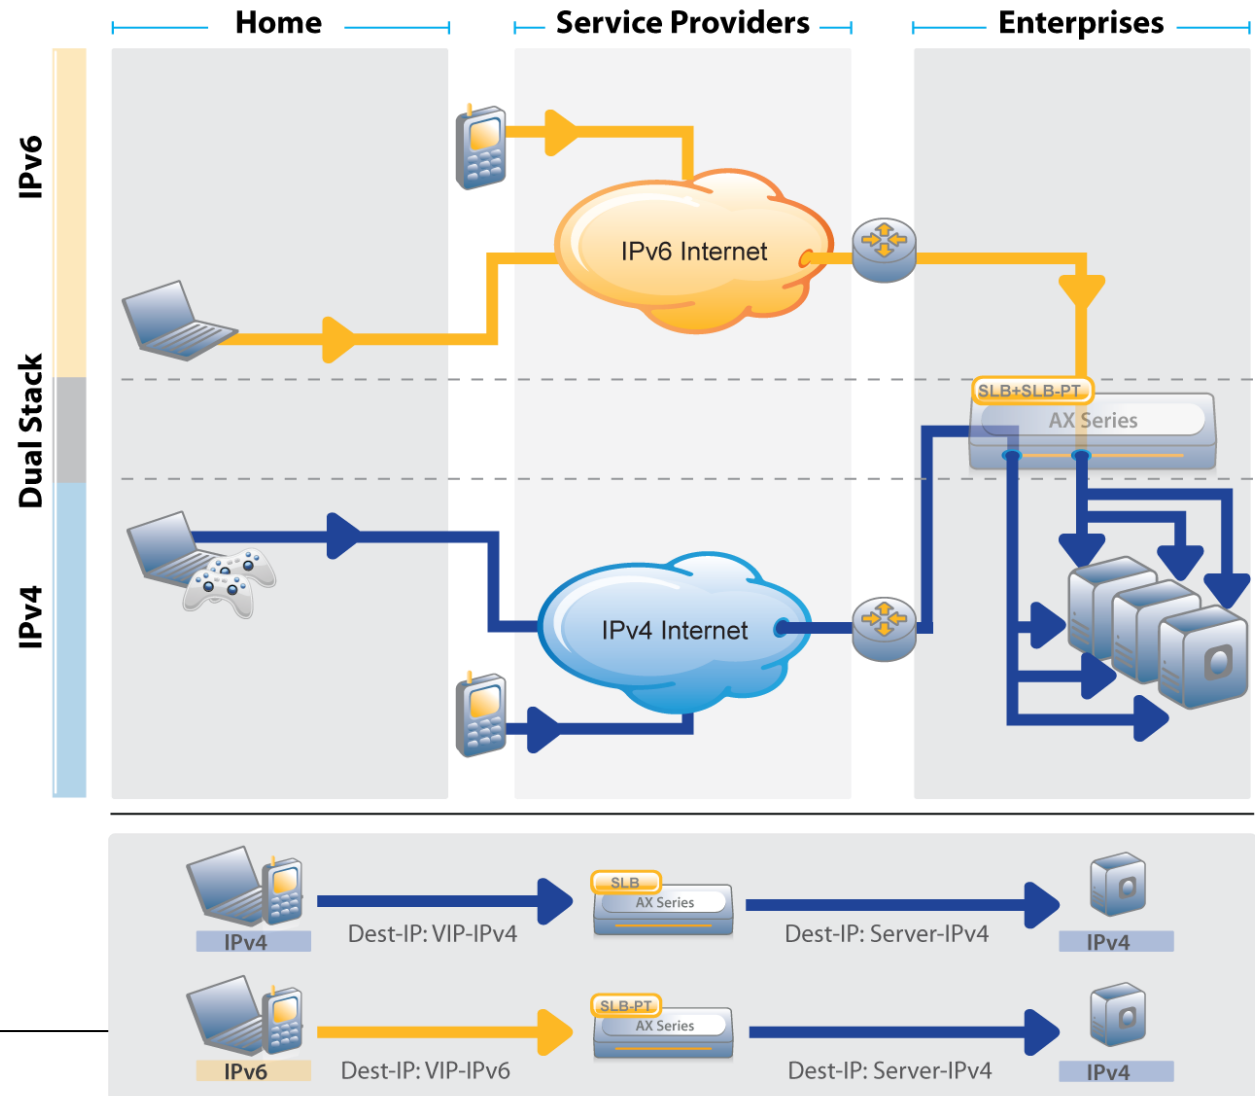 Home
Service Providers
Enterprises
IPv6
Dual Stack
IPv4
IPv6 Internet
SLB+SLB-PT
AX Series
IPv4 Internet
SLB
AX Series
Dest-IP: VIP-IPv4
Dest-IP: Server-IPv4
IPv4
IPv4
SLB-PT
AX Series
Dest-IP: VIP-IPv6
Dest-IP: Server-IPv4
IPv6
IPv4